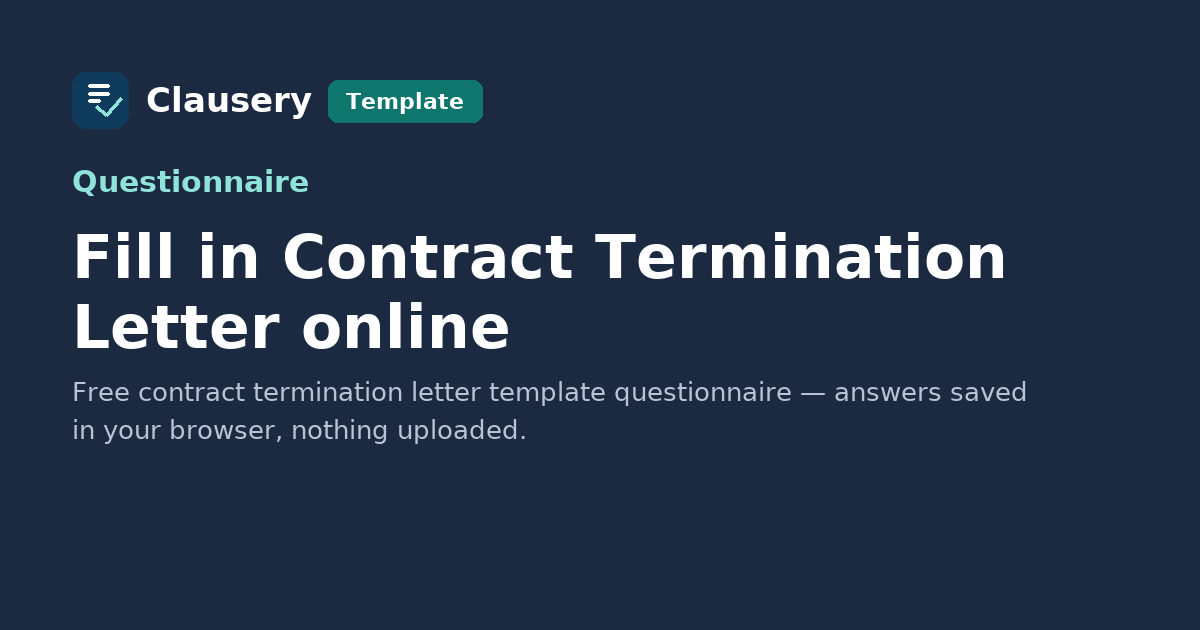 Clausery
Template
Questionnaire
Fill in Contract Termination
Letter online
Free contract termination letter template questionnaire — answers saved
in your browser, nothing uploaded.